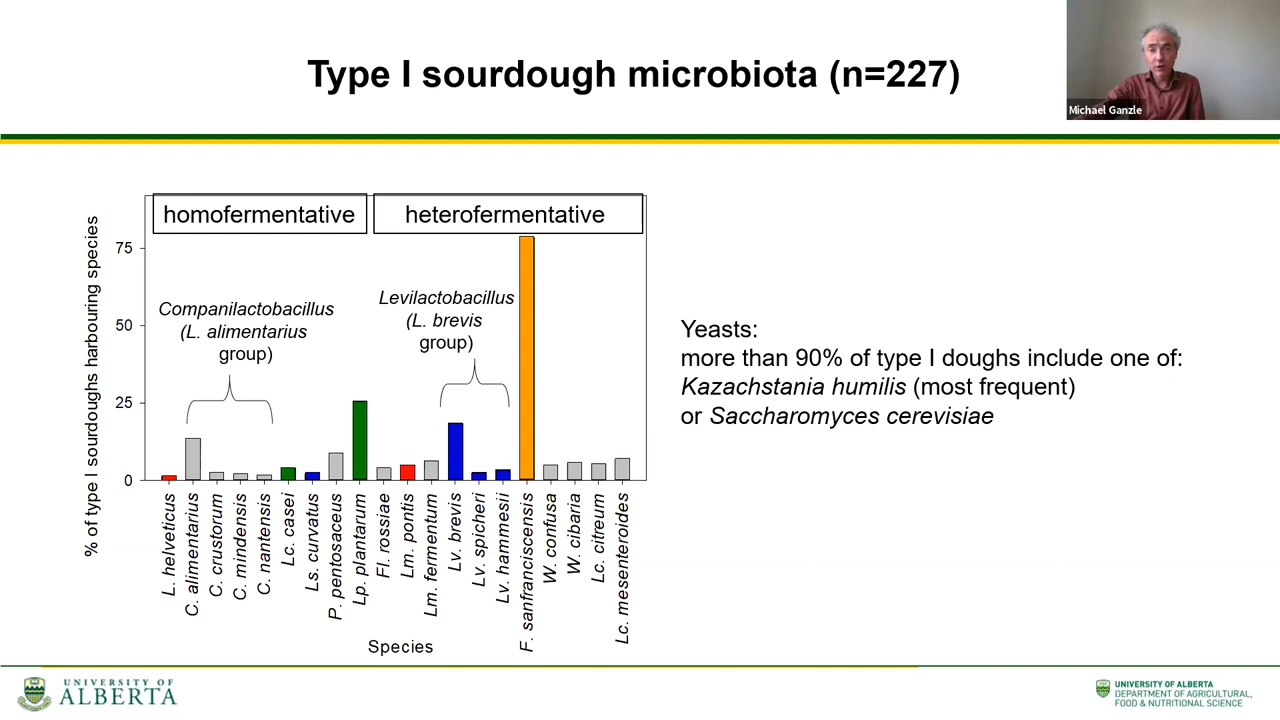 Type I sourdough microbiota (n=227)
Michael Ganzle
homofermentative
heterofermentative
% of type I sourdoughs harbouring species
75
50
25
0
Companilactobacillus
(L. alimentarius
group)
Levilactobacillus
(L. brevis
group)
L. helveticus
C. alimentarius
C. crustorum
C. mindensis
C. nantensis
Lc. casei
Ls. curvatus
P. pentosaceus
Lp. plantarum
Fl. rossiae
Lm. pontis
Lm. fermentum
Lv. brevis
Lv. spicheri
Lv. hammesii
F. sanfranciscensis
W. confusa
W. cibaria
Lc. citreum
Lc. mesenteroides
Species
Yeasts:
more than 90% of type I doughs include one of:
Kazachstania humilis (most frequent)
or Saccharomyces cerevisiae
UNIVERSITY OF
ALBERTA
UNIVERSITY OF ALBERTA
DEPARTMENT OF AGRICULTURAL,
FOOD & NUTRITIONAL SCIENCE